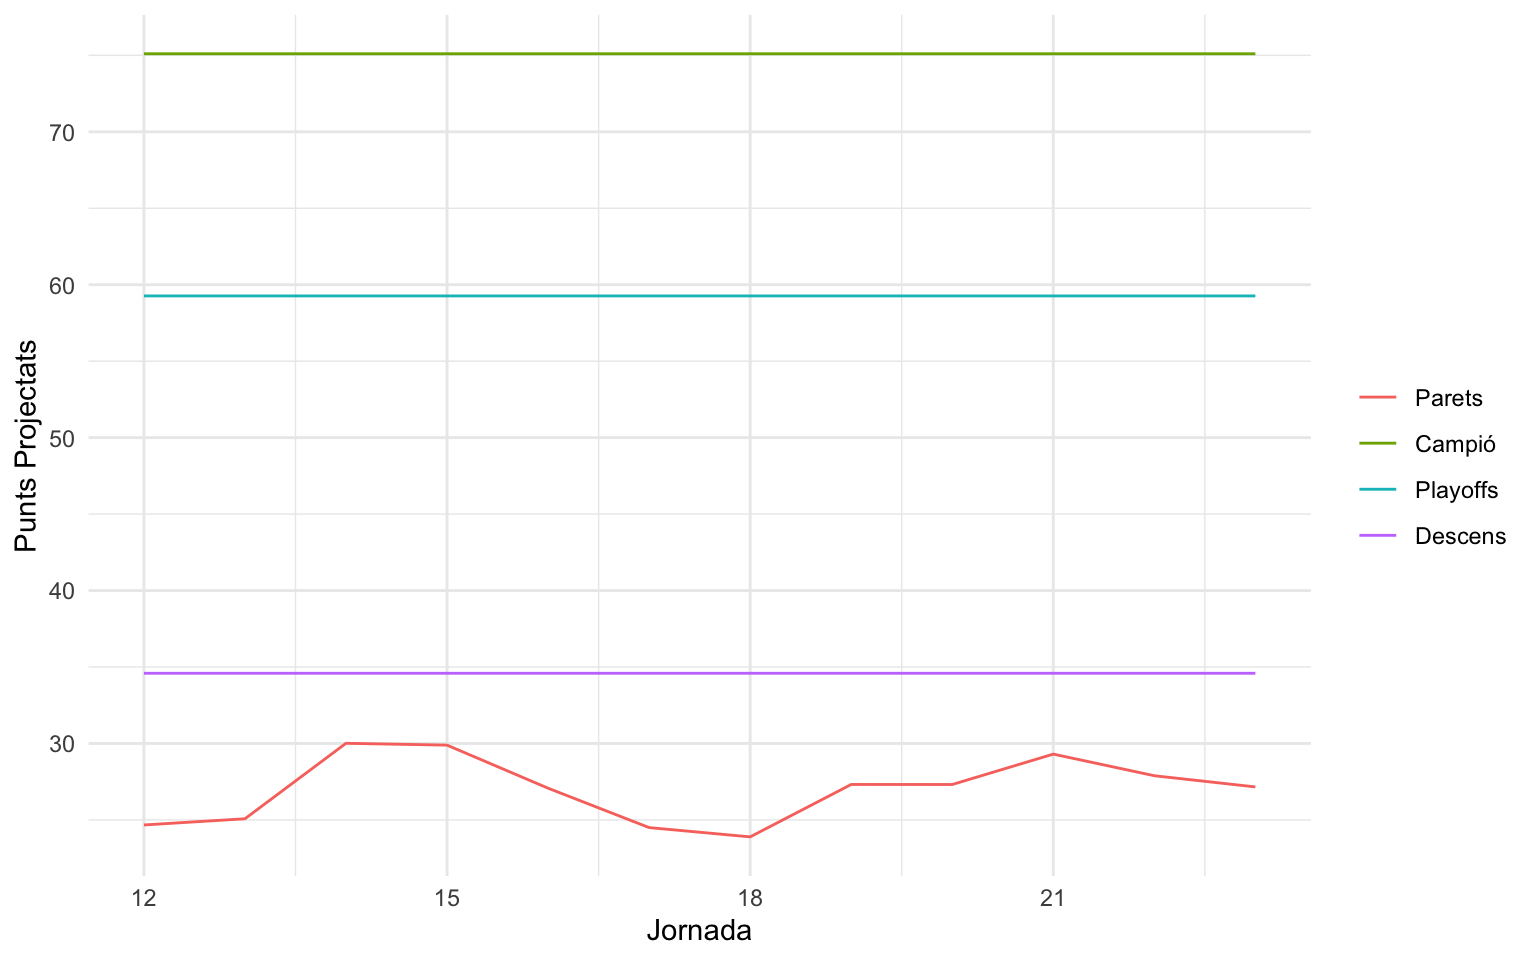 70
60
50
40
30
Punts Projectats
12 15 18 21
Jornada
Parets
Campió
Playoffs
Descens